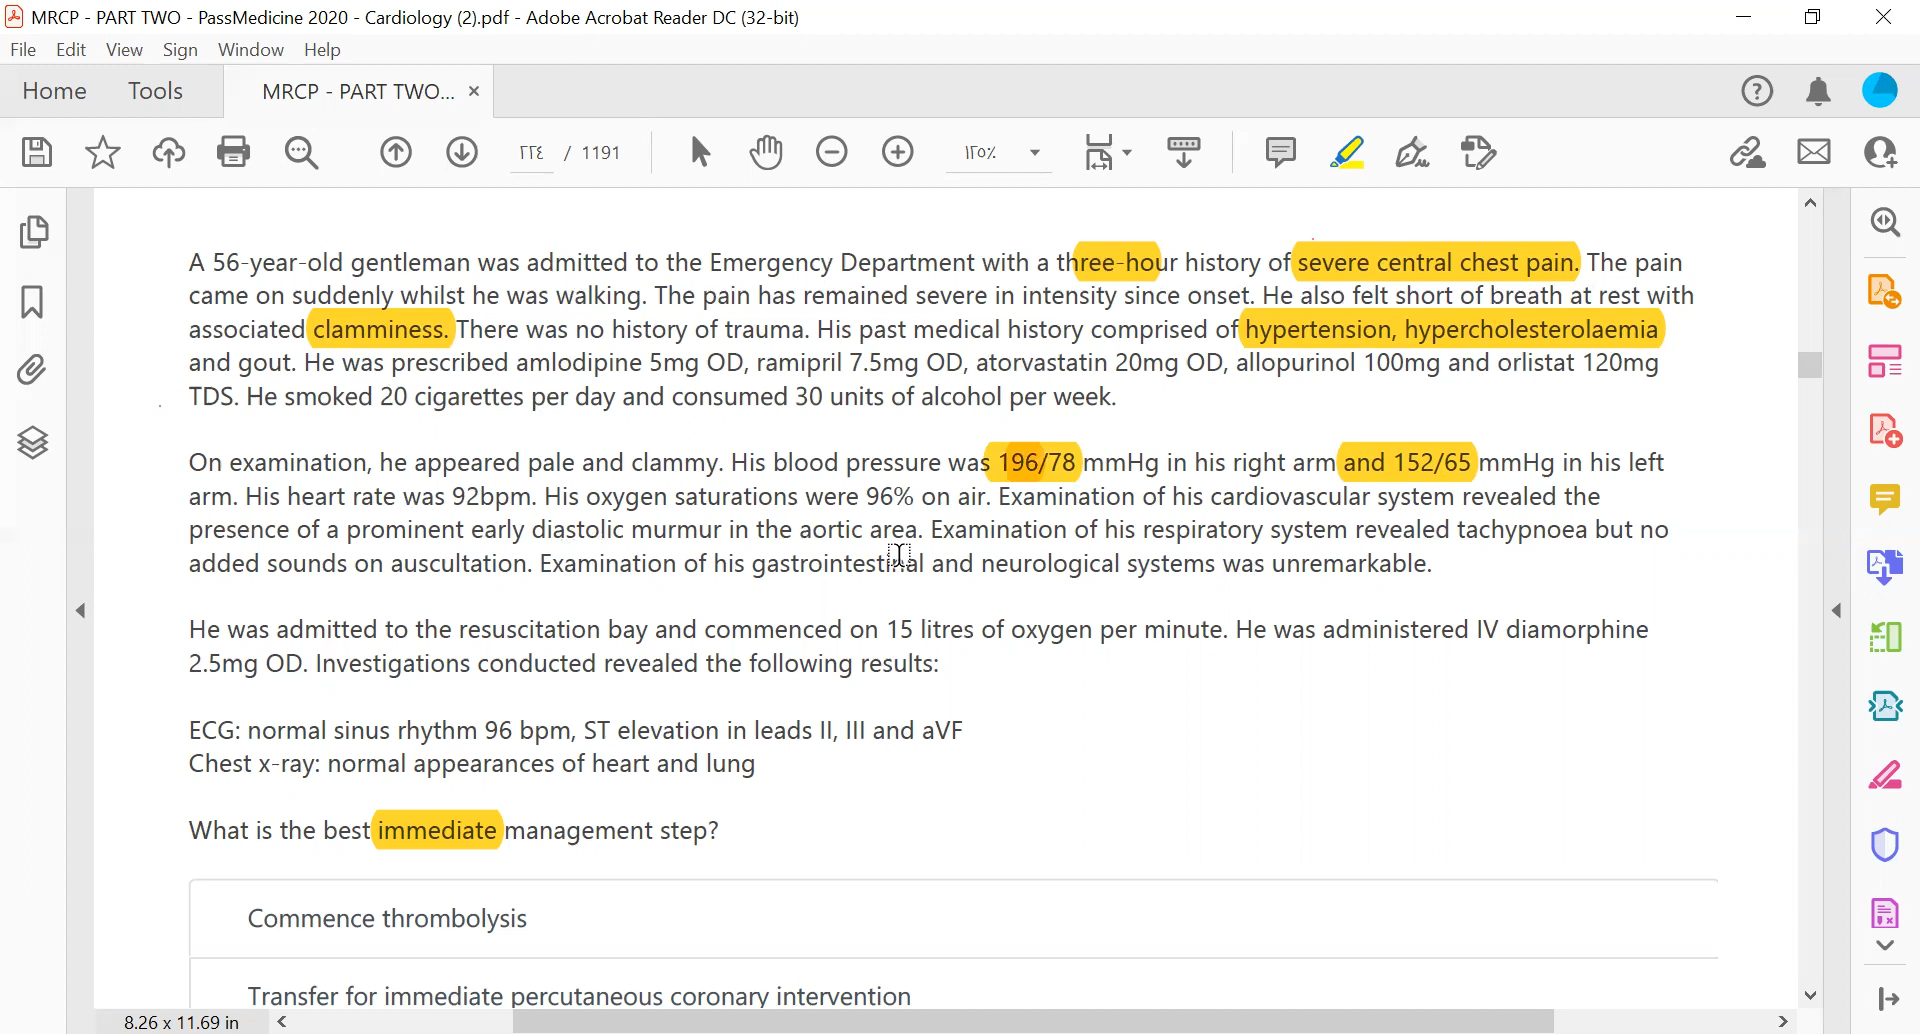 MRCP - PART TWO - PassMedicine 2020 - Cardiology (2).pdf - Adobe Acrobat Reader DC (32-bit)
File Edit View Sign Window Help
Home Tools MRCP - PART TWO... ×
٢٢٤ / 1191 ١٢٥٪
A 56-year-old gentleman was admitted to the Emergency Department with a three-hour history of severe central chest pain. The pain
came on suddenly whilst he was walking. The pain has remained severe in intensity since onset. He also felt short of breath at rest with
associated clamminess. There was no history of trauma. His past medical history comprised of hypertension, hypercholesterolaemia
and gout. He was prescribed amlodipine 5mg OD, ramipril 7.5mg OD, atorvastatin 20mg OD, allopurinol 100mg and orlistat 120mg
TDS. He smoked 20 cigarettes per day and consumed 30 units of alcohol per week.
On examination, he appeared pale and clammy. His blood pressure was 196/78 mmHg in his right arm and 152/65 mmHg in his left
arm. His heart rate was 92bpm. His oxygen saturations were 96% on air. Examination of his cardiovascular system revealed the
presence of a prominent early diastolic murmur in the aortic area. Examination of his respiratory system revealed tachypnoea but no
added sounds on auscultation. Examination of his gastrointestinal and neurological systems was unremarkable.
He was admitted to the resuscitation bay and commenced on 15 litres of oxygen per minute. He was administered IV diamorphine
2.5mg OD. Investigations conducted revealed the following results:
ECG: normal sinus rhythm 96 bpm, ST elevation in leads II, III and aVF
Chest x-ray: normal appearances of heart and lung
What is the best immediate management step?
Commence thrombolysis
Transfer for immediate percutaneous coronary intervention
8.26 x 11.69 in